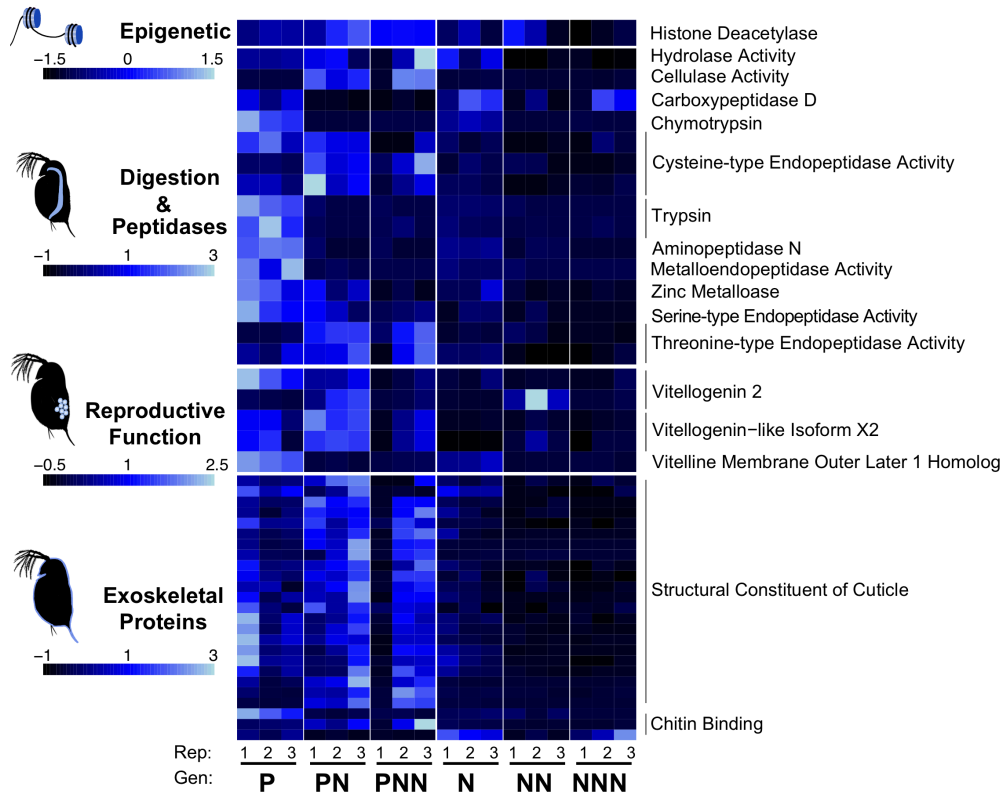 Epigenetic
−1.5 0 1.5
Histone Deacetylase
Hydrolase Activity
Cellulase Activity
Carboxypeptidase D
Chymotrypsin
Cysteine-type Endopeptidase Activity
Digestion
&
Peptidases
−1 1 3
Trypsin
Aminopeptidase N
Metalloendopeptidase Activity
Zinc Metalloase
Serine-type Endopeptidase Activity
Threonine-type Endopeptidase Activity
Reproductive
Function
−0.5 1 2.5
Vitellogenin 2
Vitellogenin−like Isoform X2
Vitelline Membrane Outer Later 1 Homolog
Exoskeletal
Proteins
−1 1 3
Structural Constituent of Cuticle
Chitin Binding
Rep: 1 2 3 1 2 3 1 2 3 1 2 3 1 2 3 1 2 3
Gen: P PN PNN N NN NNN